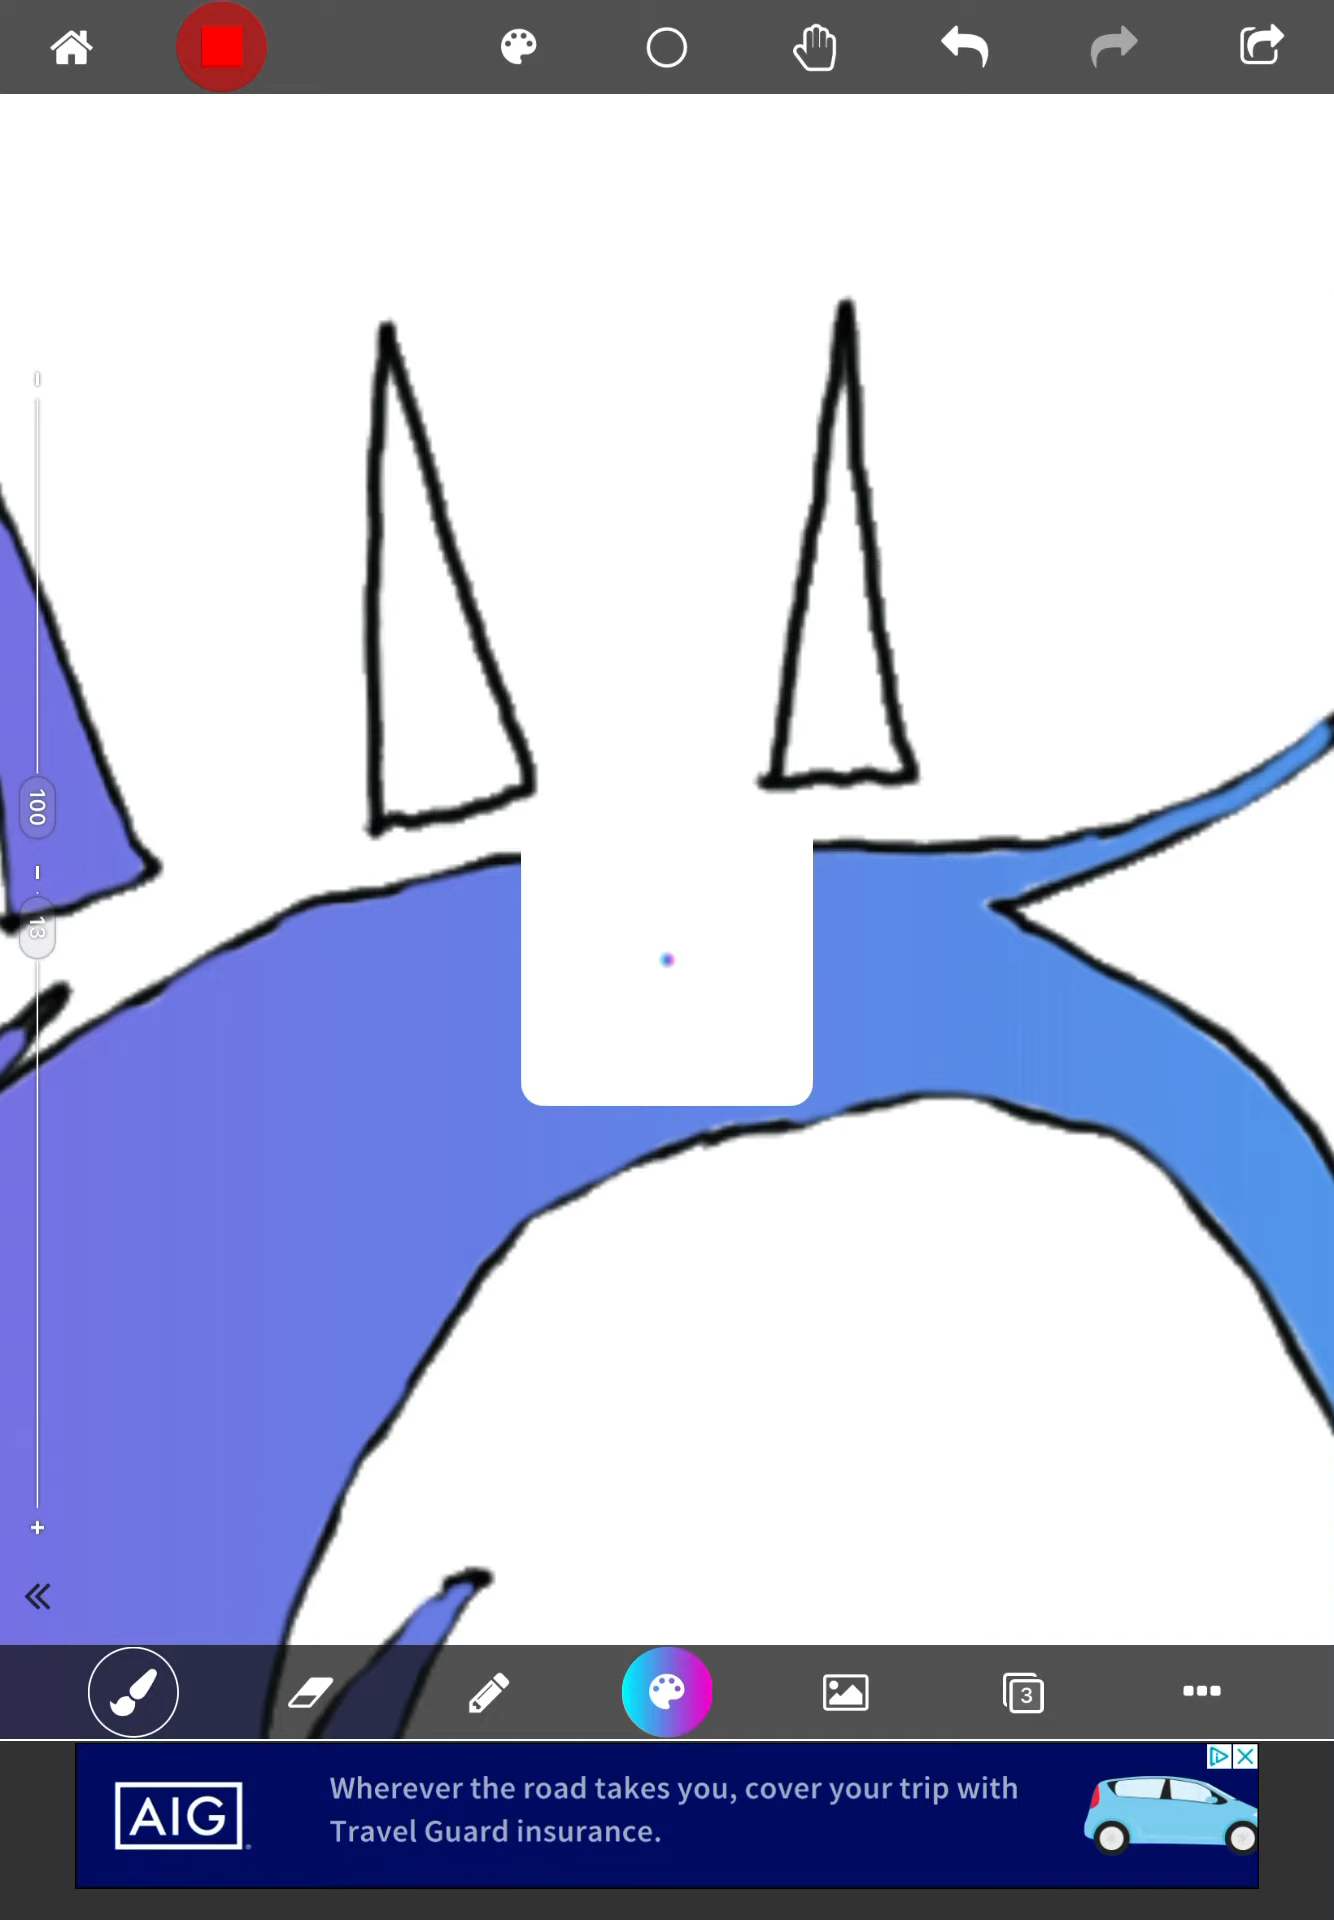 100
13
3
AIG
Wherever the road takes you, cover your trip with
Travel Guard insurance.